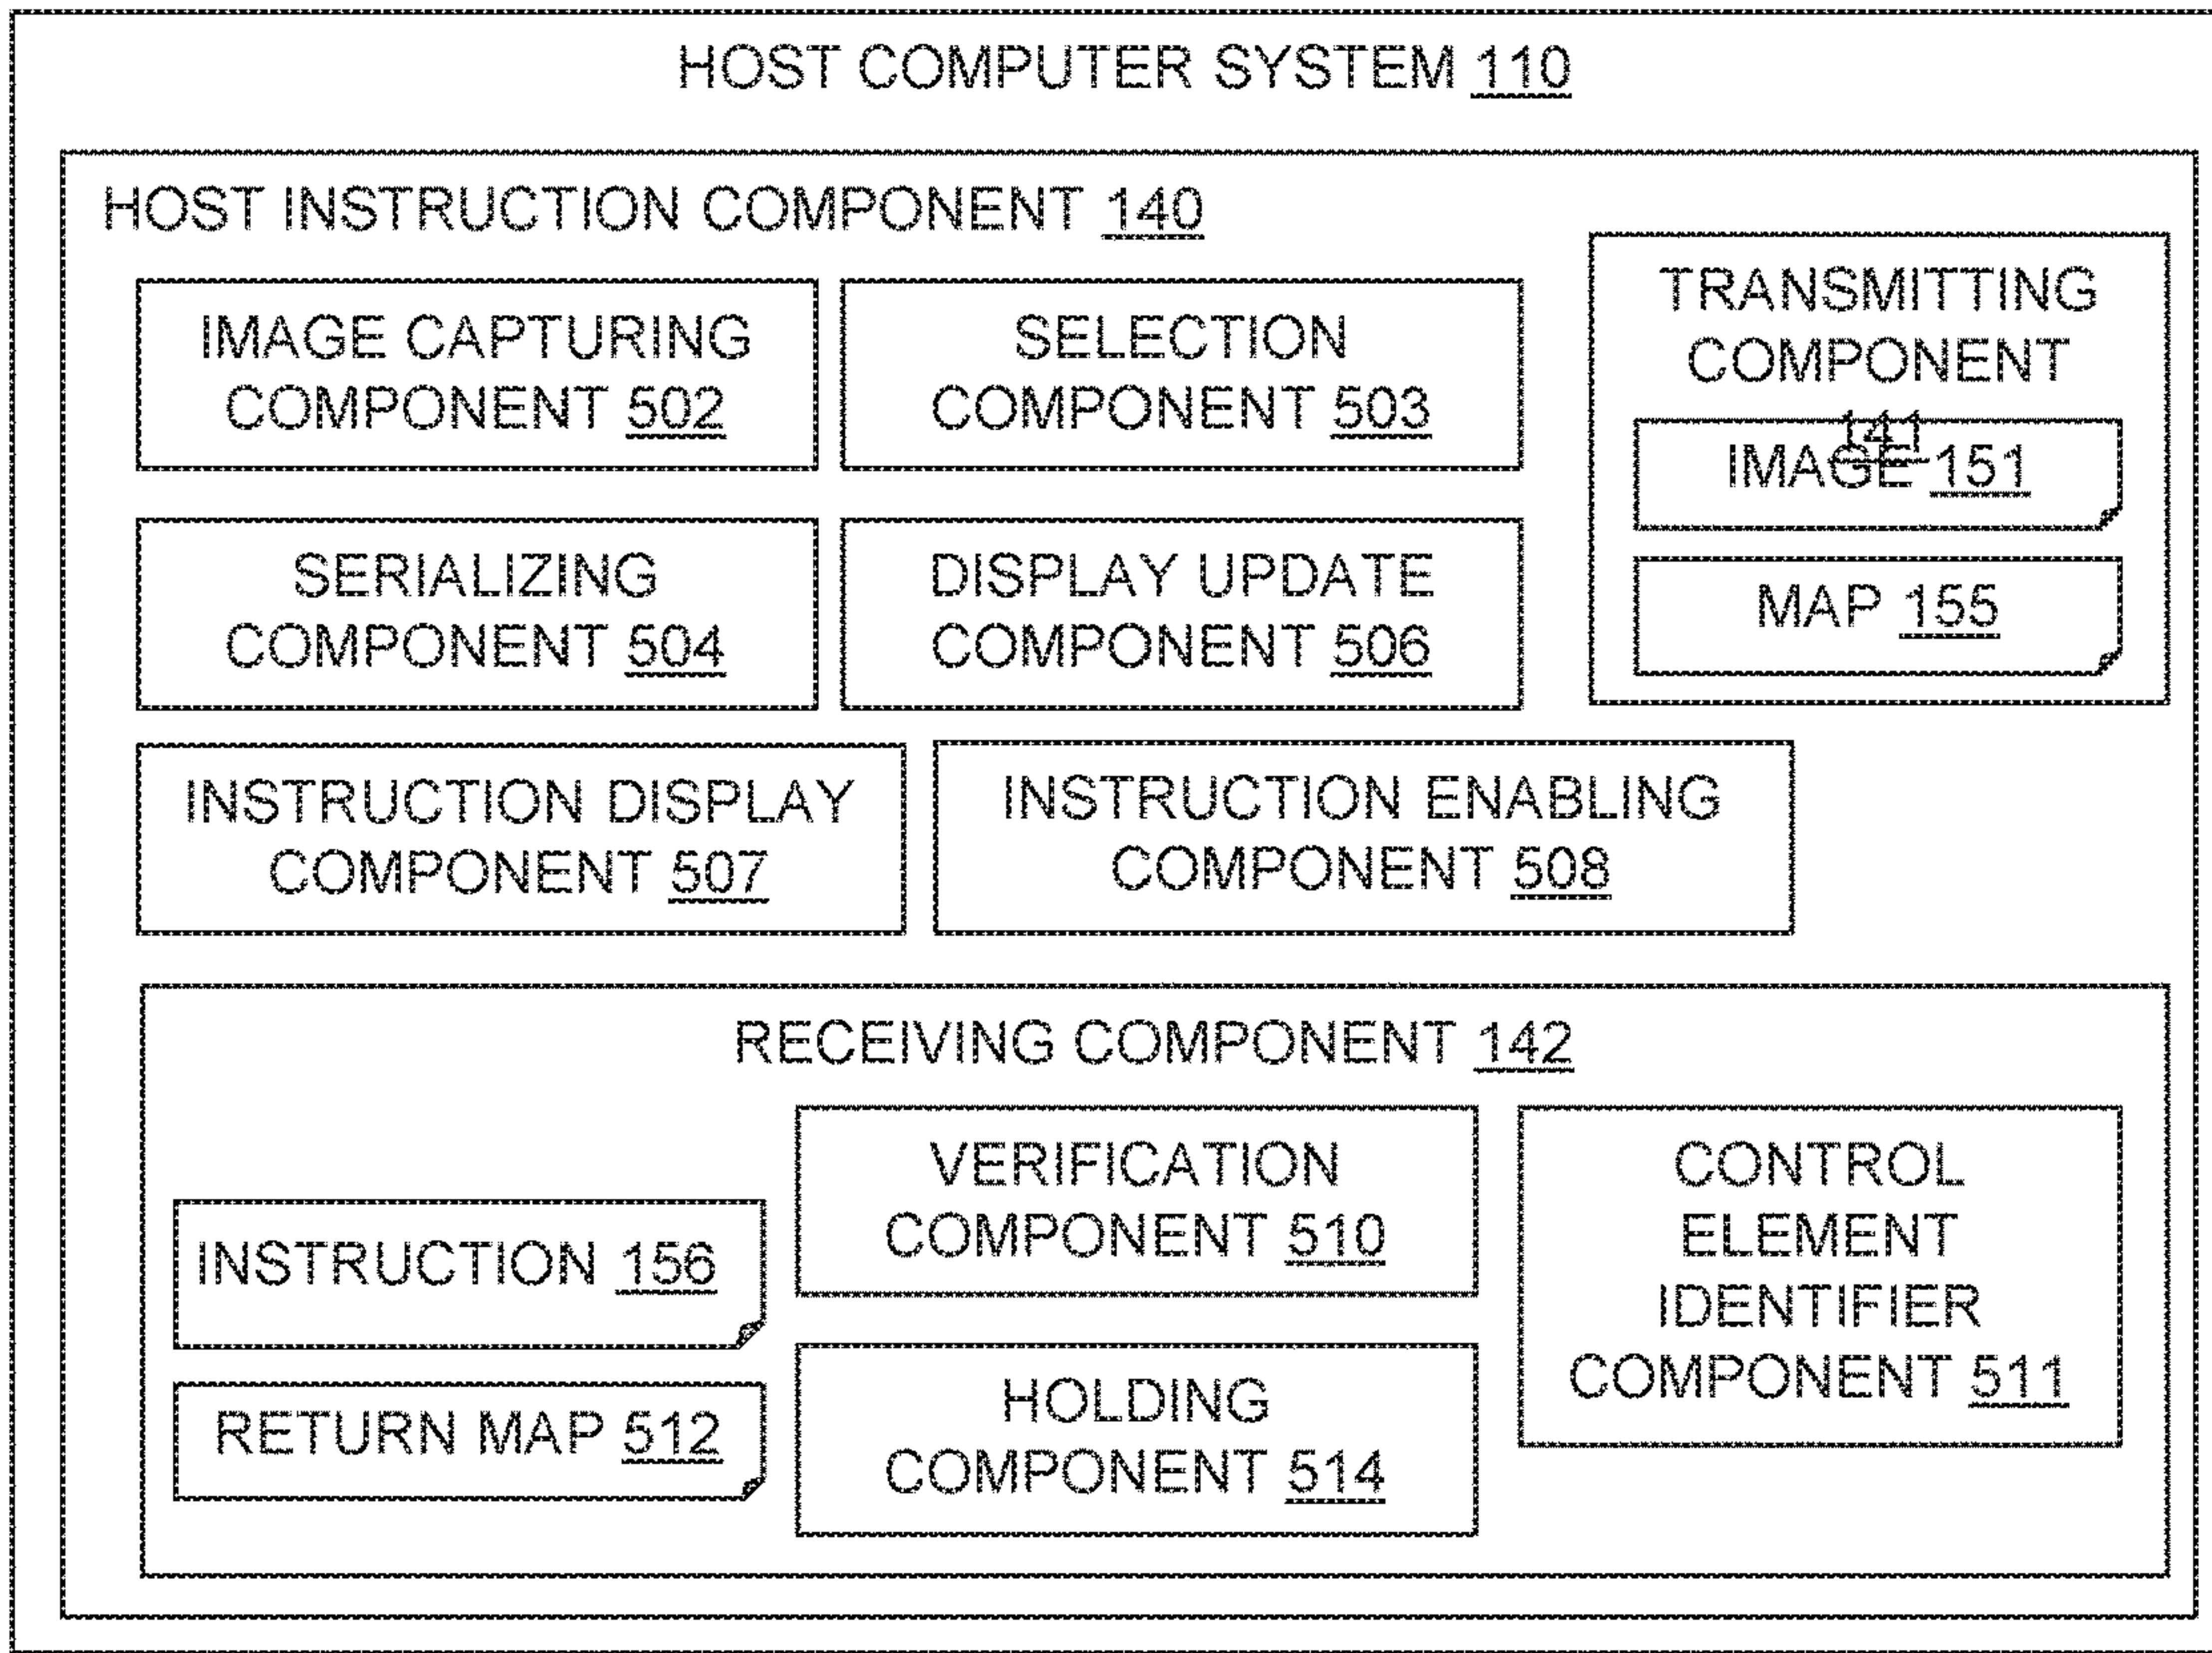 HOST COMPUTER SYSTEM 110
HOST INSTRUCTION COMPONENT 140
IMAGE CAPTURING
COMPONENT 502
SELECTION
COMPONENT 503
TRANSMITTING
COMPONENT
141
IMAGE 151
MAP 155
SERIALIZING
COMPONENT 504
DISPLAY UPDATE
COMPONENT 506
INSTRUCTION DISPLAY
COMPONENT 507
INSTRUCTION ENABLING
COMPONENT 508
RECEIVING COMPONENT 142
INSTRUCTION 156
RETURN MAP 512
VERIFICATION
COMPONENT 510
HOLDING
COMPONENT 514
CONTROL
ELEMENT
IDENTIFIER
COMPONENT 511